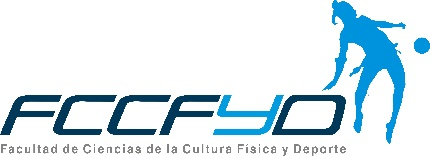 FCCFYD
Facultad de Ciencias de la Cultura Física y Deporte